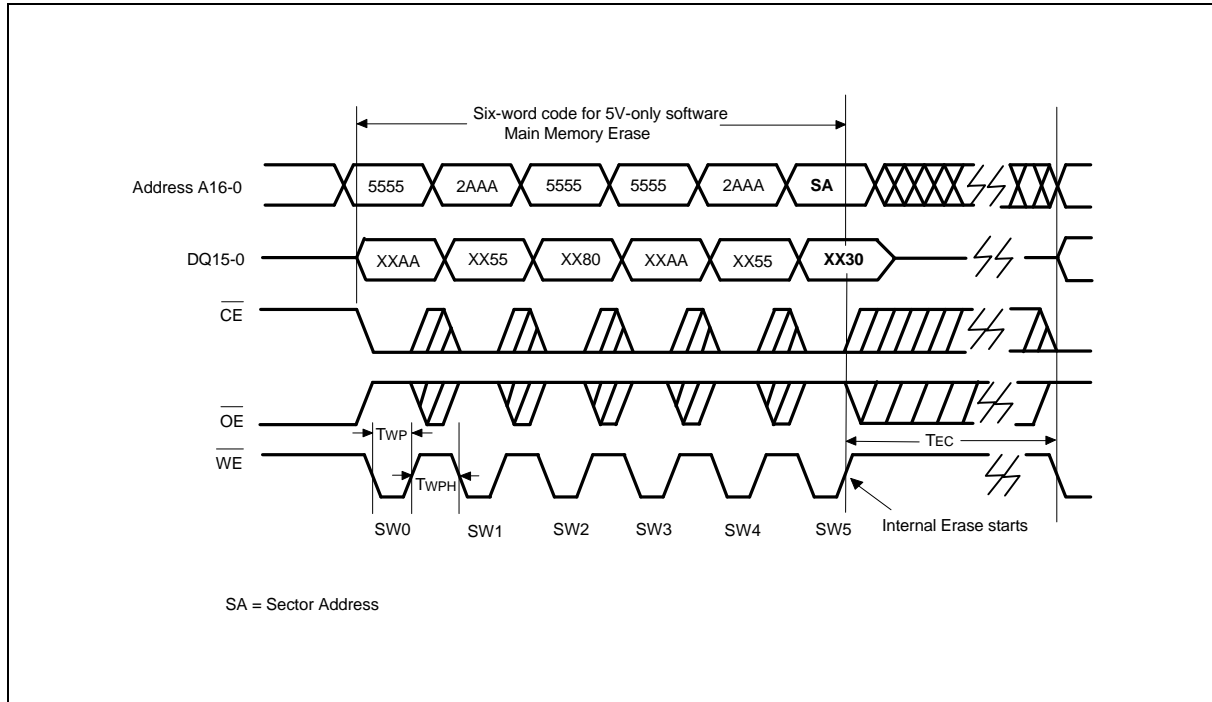 Six-word code for 5V-only software
Main Memory Erase
Address A16-0
5555
2AAA
5555
5555
2AAA
SA
DQ15-0
XXAA
XX55
XX80
XXAA
XX55
XX30
CE
OE
TWP
TEC
WE
TWPH
Internal Erase starts
SW0
SW1
SW2
SW3
SW4
SW5
SA = Sector Address